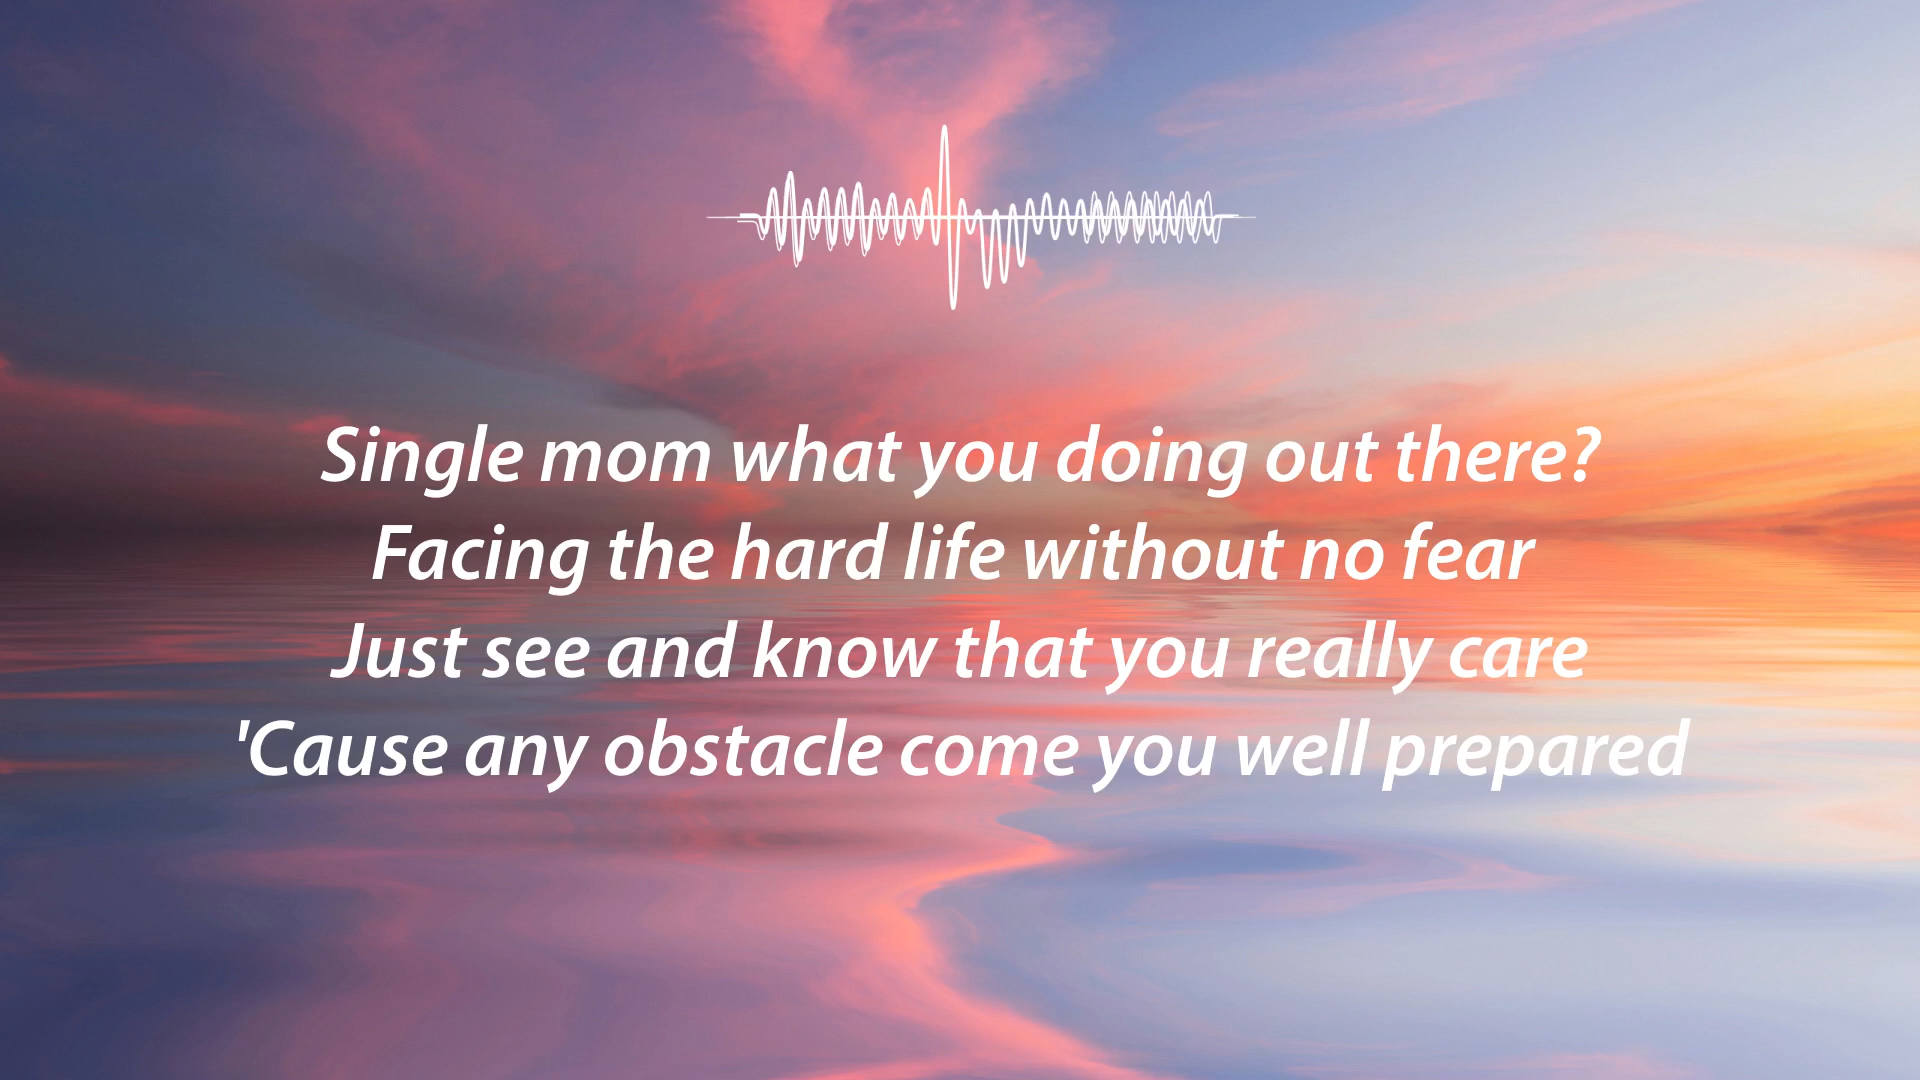 Single mom what you doing out there?
Facing the hard life without no fear
Just see and know that you really care
'Cause any obstacle come you well prepared